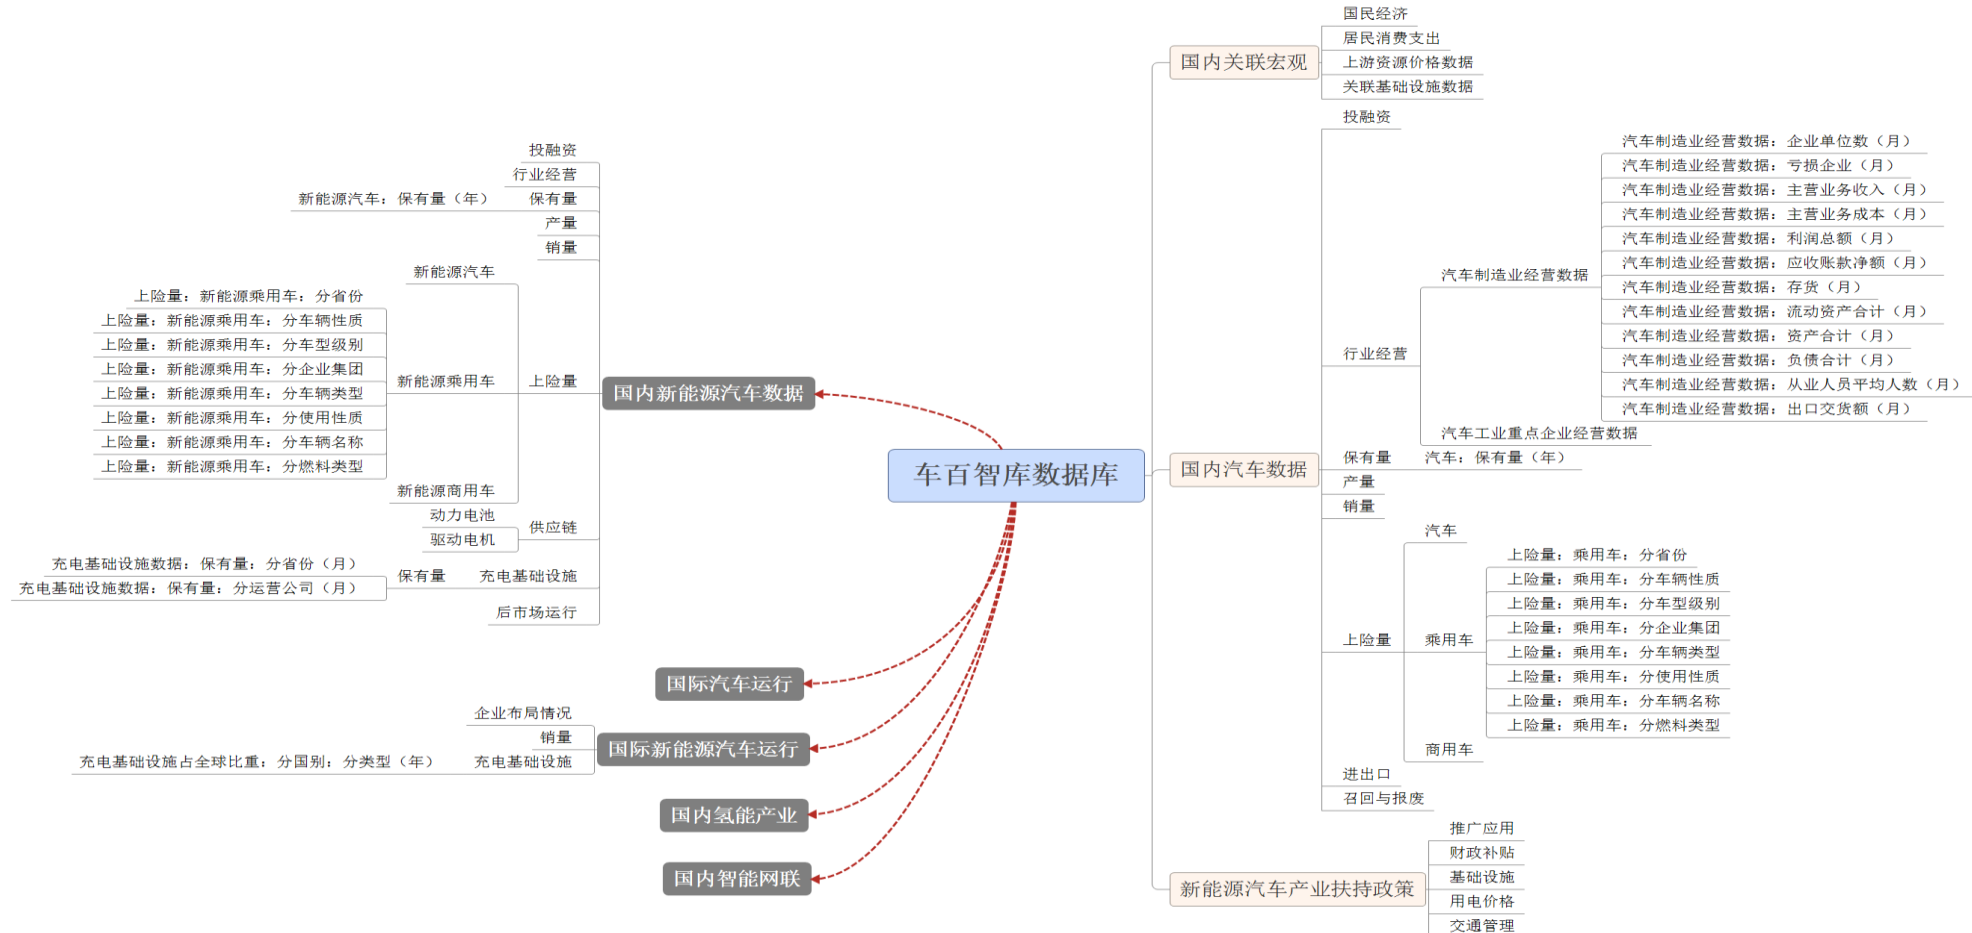 车百智库数据库
国内关联宏观
国民经济
居民消费支出
上游资源价格数据
关联基础设施数据
国内汽车数据
投融资
行业经营
汽车制造业经营数据
汽车制造业经营数据：企业单位数（月）
汽车制造业经营数据：亏损企业（月）
汽车制造业经营数据：主营业务收入（月）
汽车制造业经营数据：主营业务成本（月）
汽车制造业经营数据：利润总额（月）
汽车制造业经营数据：应收账款净额（月）
汽车制造业经营数据：存货（月）
汽车制造业经营数据：流动资产合计（月）
汽车制造业经营数据：资产合计（月）
汽车制造业经营数据：负债合计（月）
汽车制造业经营数据：从业人员平均人数（月）
汽车制造业经营数据：出口交货额（月）
汽车工业重点企业经营数据
保有量
汽车：保有量（年）
产量
销量
上险量
汽车
乘用车
上险量：乘用车：分省份
上险量：乘用车：分车辆性质
上险量：乘用车：分车型级别
上险量：乘用车：分企业集团
上险量：乘用车：分车辆类型
上险量：乘用车：分使用性质
上险量：乘用车：分车辆名称
上险量：乘用车：分燃料类型
商用车
进出口
召回与报废
新能源汽车产业扶持政策
推广应用
财政补贴
基础设施
用电价格
交通管理
国内新能源汽车数据
投融资
行业经营
保有量
新能源汽车：保有量（年）
产量
销量
上险量
新能源汽车
新能源乘用车
上险量：新能源乘用车：分省份
上险量：新能源乘用车：分车辆性质
上险量：新能源乘用车：分车型级别
上险量：新能源乘用车：分企业集团
上险量：新能源乘用车：分车辆类型
上险量：新能源乘用车：分使用性质
上险量：新能源乘用车：分车辆名称
上险量：新能源乘用车：分燃料类型
新能源商用车
供应链
动力电池
驱动电机
充电基础设施
保有量
充电基础设施数据：保有量：分省份（月）
充电基础设施数据：保有量：分运营公司（月）
后市场运行
国际汽车运行
国际新能源汽车运行
企业布局情况
销量
充电基础设施
充电基础设施占全球比重：分国别：分类型（年）
国内氢能产业
国内智能网联